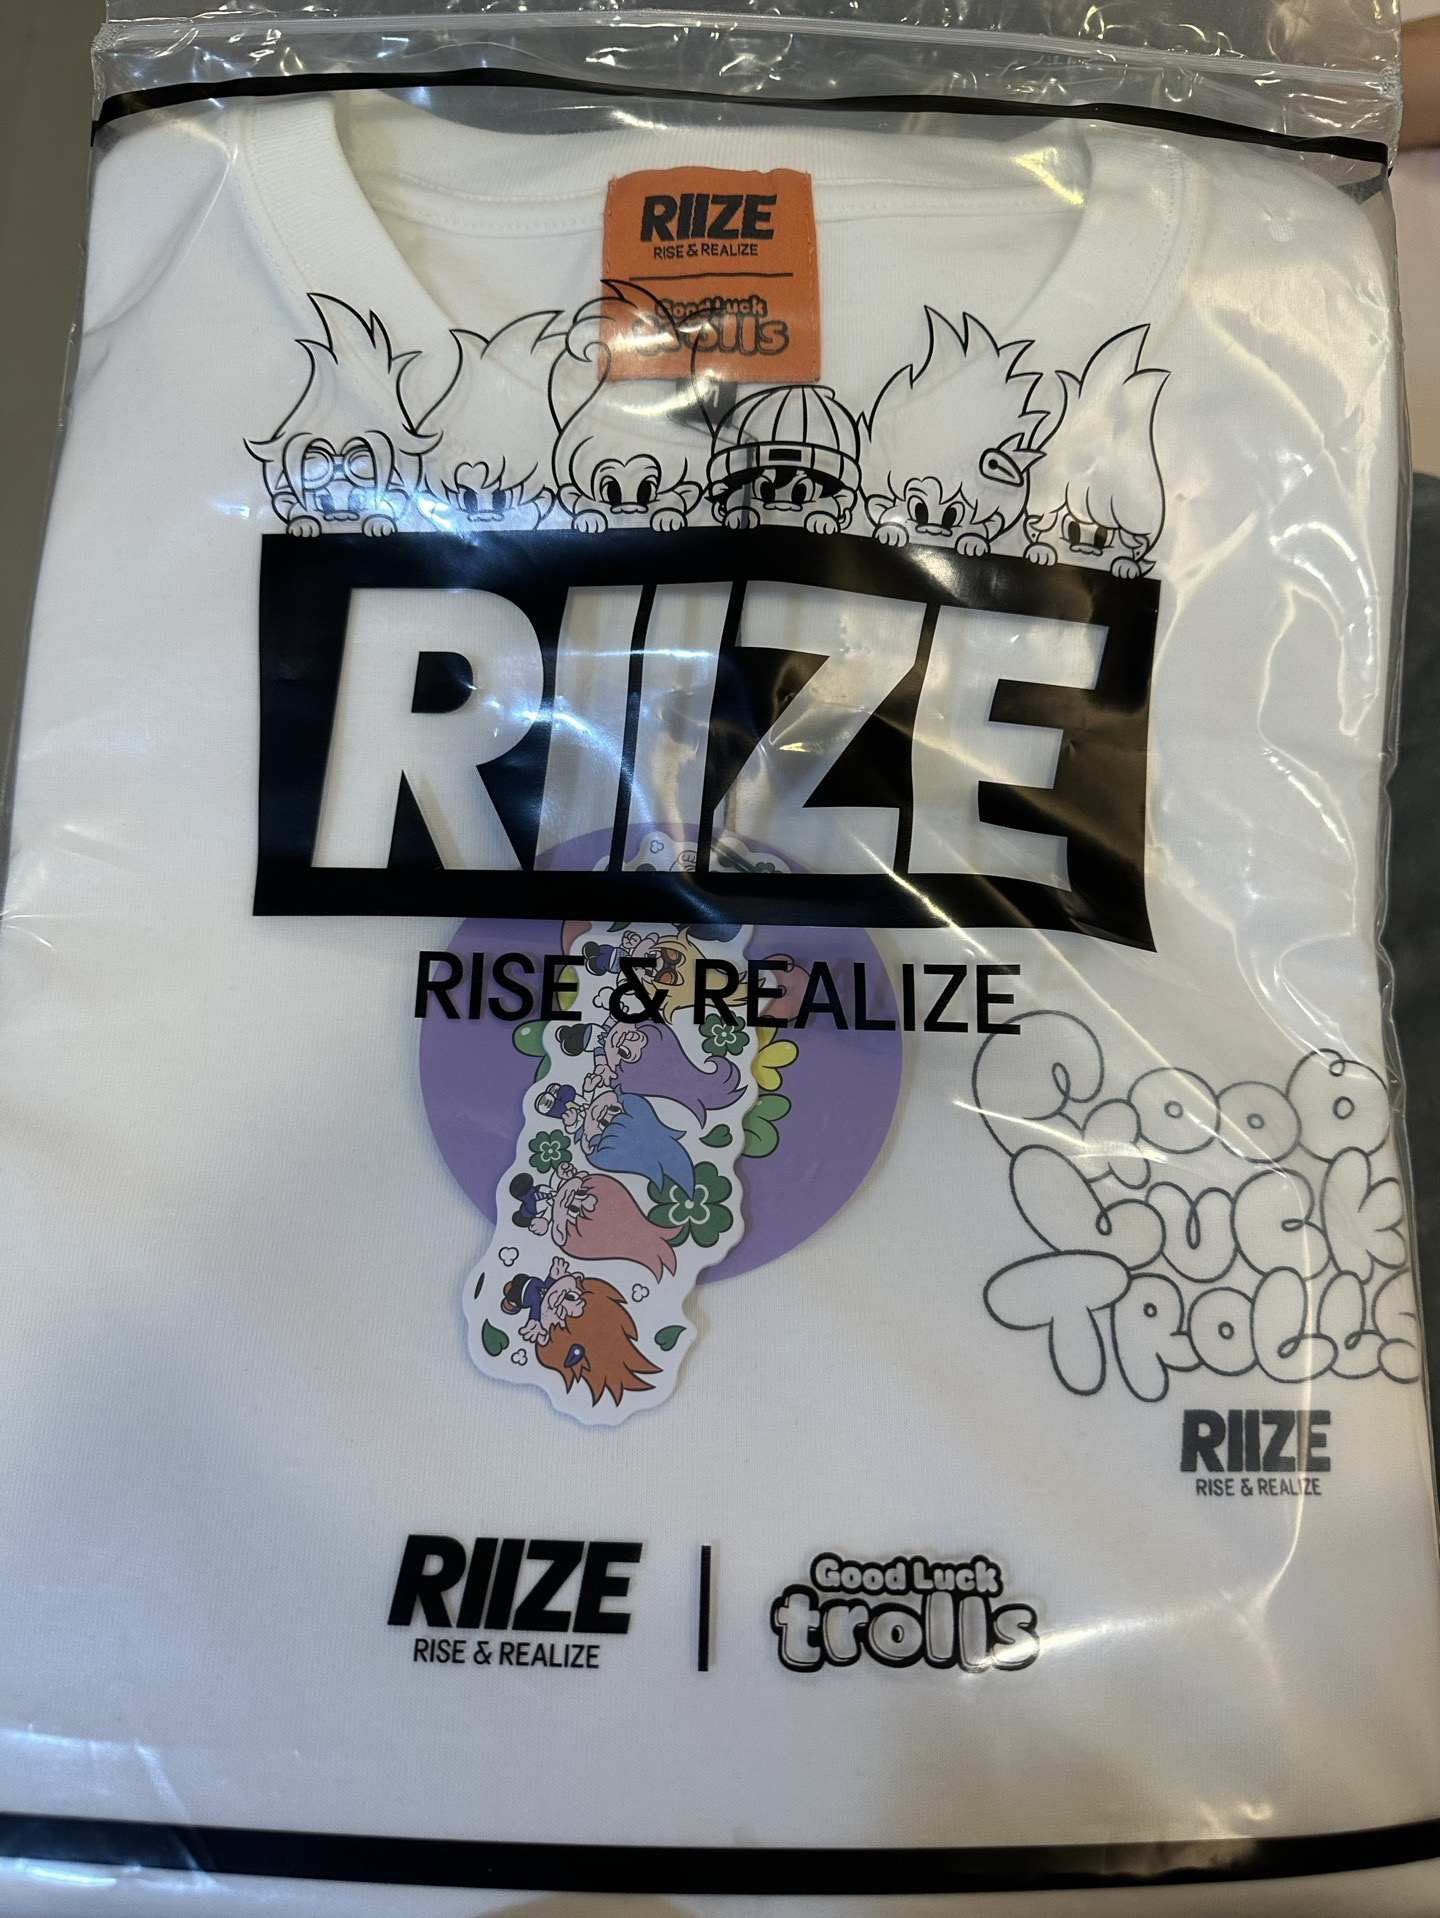 RIIZE
RISE & REALIZE
Good Luck
trolls
RIIZE
RISE & REALIZE
GOOD
LUCK
TROLLS
RIIZE
RISE & REALIZE
RIIZE
RISE & REALIZE
Good Luck
trolls